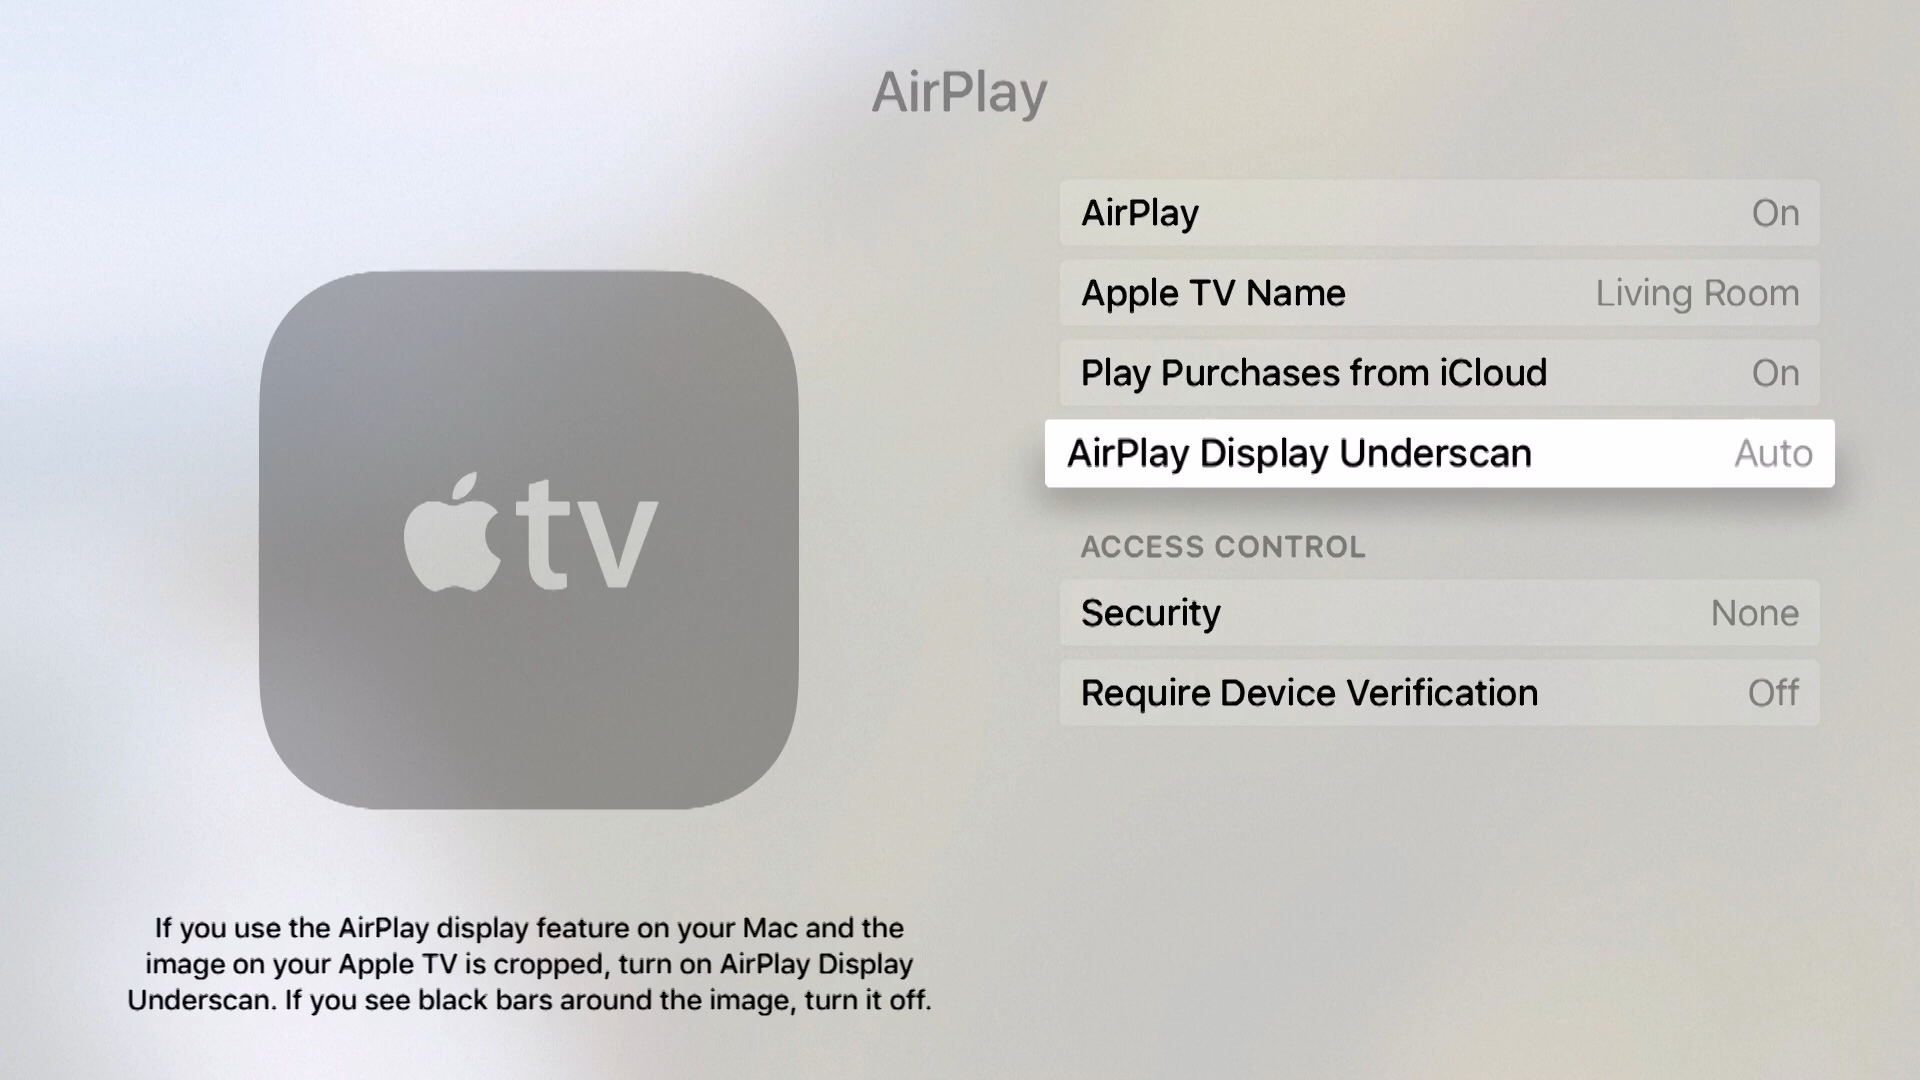 AirPlay
AirPlay On
Apple TV Name Living Room
Play Purchases from iCloud On
AirPlay Display Underscan Auto
ACCESS CONTROL
Security None
Require Device Verification Off
tv
If you use the AirPlay display feature on your Mac and the
image on your Apple TV is cropped, turn on AirPlay Display
Underscan. If you see black bars around the image, turn it off.